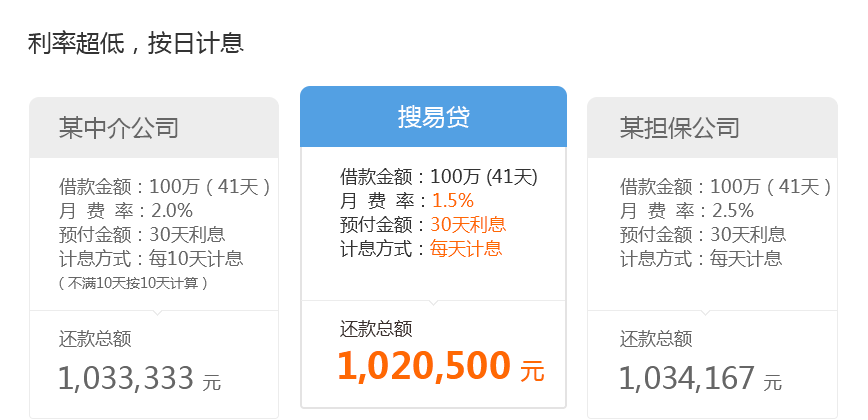 利率超低，按日计息
某中介公司
借款金额：100万（41天）
月 费 率：2.0%
预付金额：30天利息
计息方式：每10天计息
（不满10天按10天计算）
还款总额
1,033,333 元
搜易贷
借款金额：100万 (41天)
月 费 率：1.5%
预付金额：30天利息
计息方式：每天计息
还款总额
1,020,500 元
某担保公司
借款金额：100万（41天）
月 费 率：2.5%
预付金额：30天利息
计息方式：每天计息
还款总额
1,034,167 元